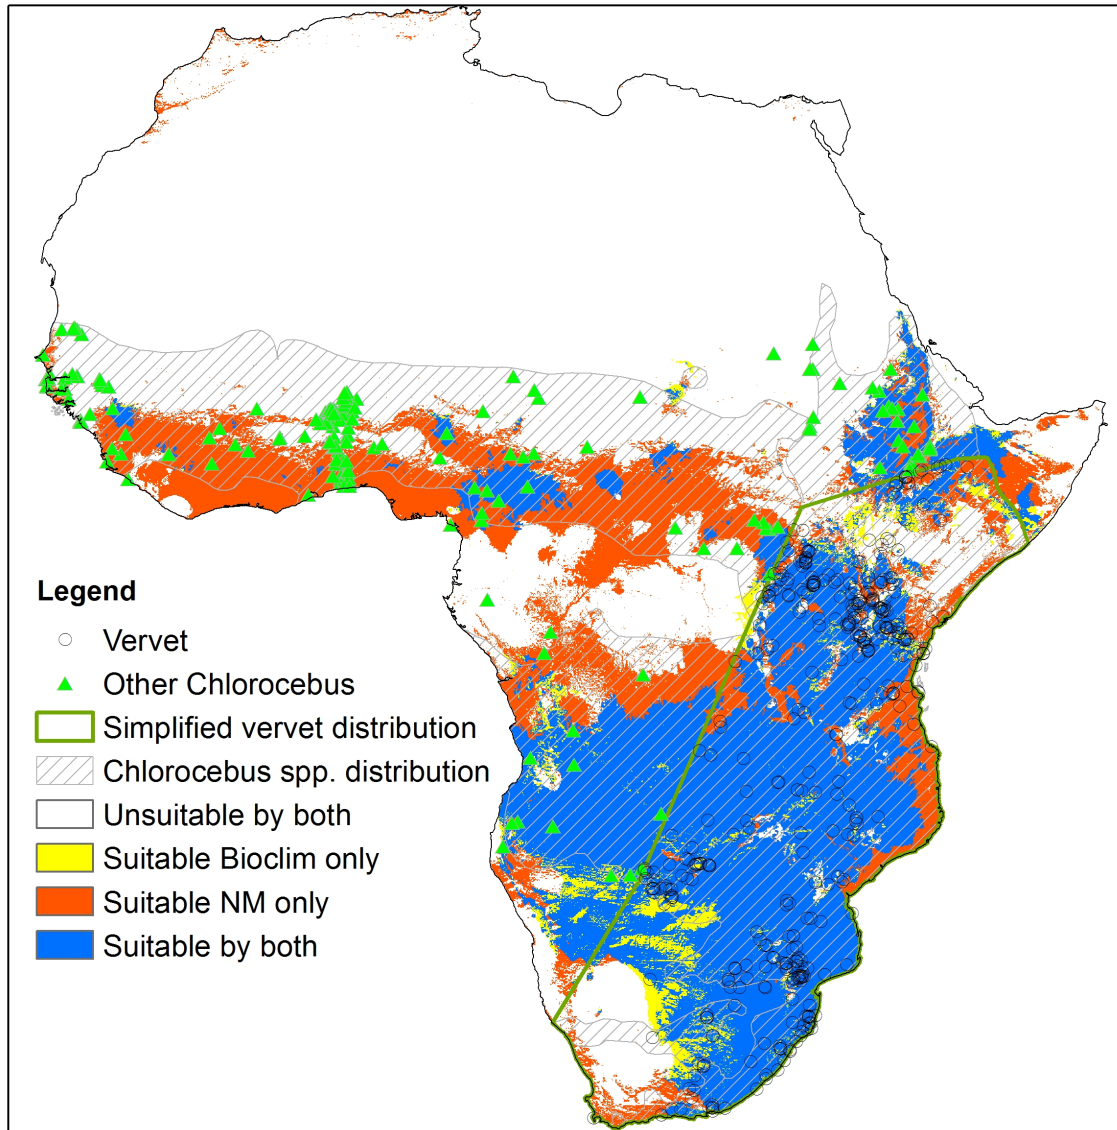 Legend
Vervet
Other Chlorocebus
Simplified vervet distribution
Chlorocebus spp. distribution
Unsuitable by both
Suitable Bioclim only
Suitable NM only
Suitable by both